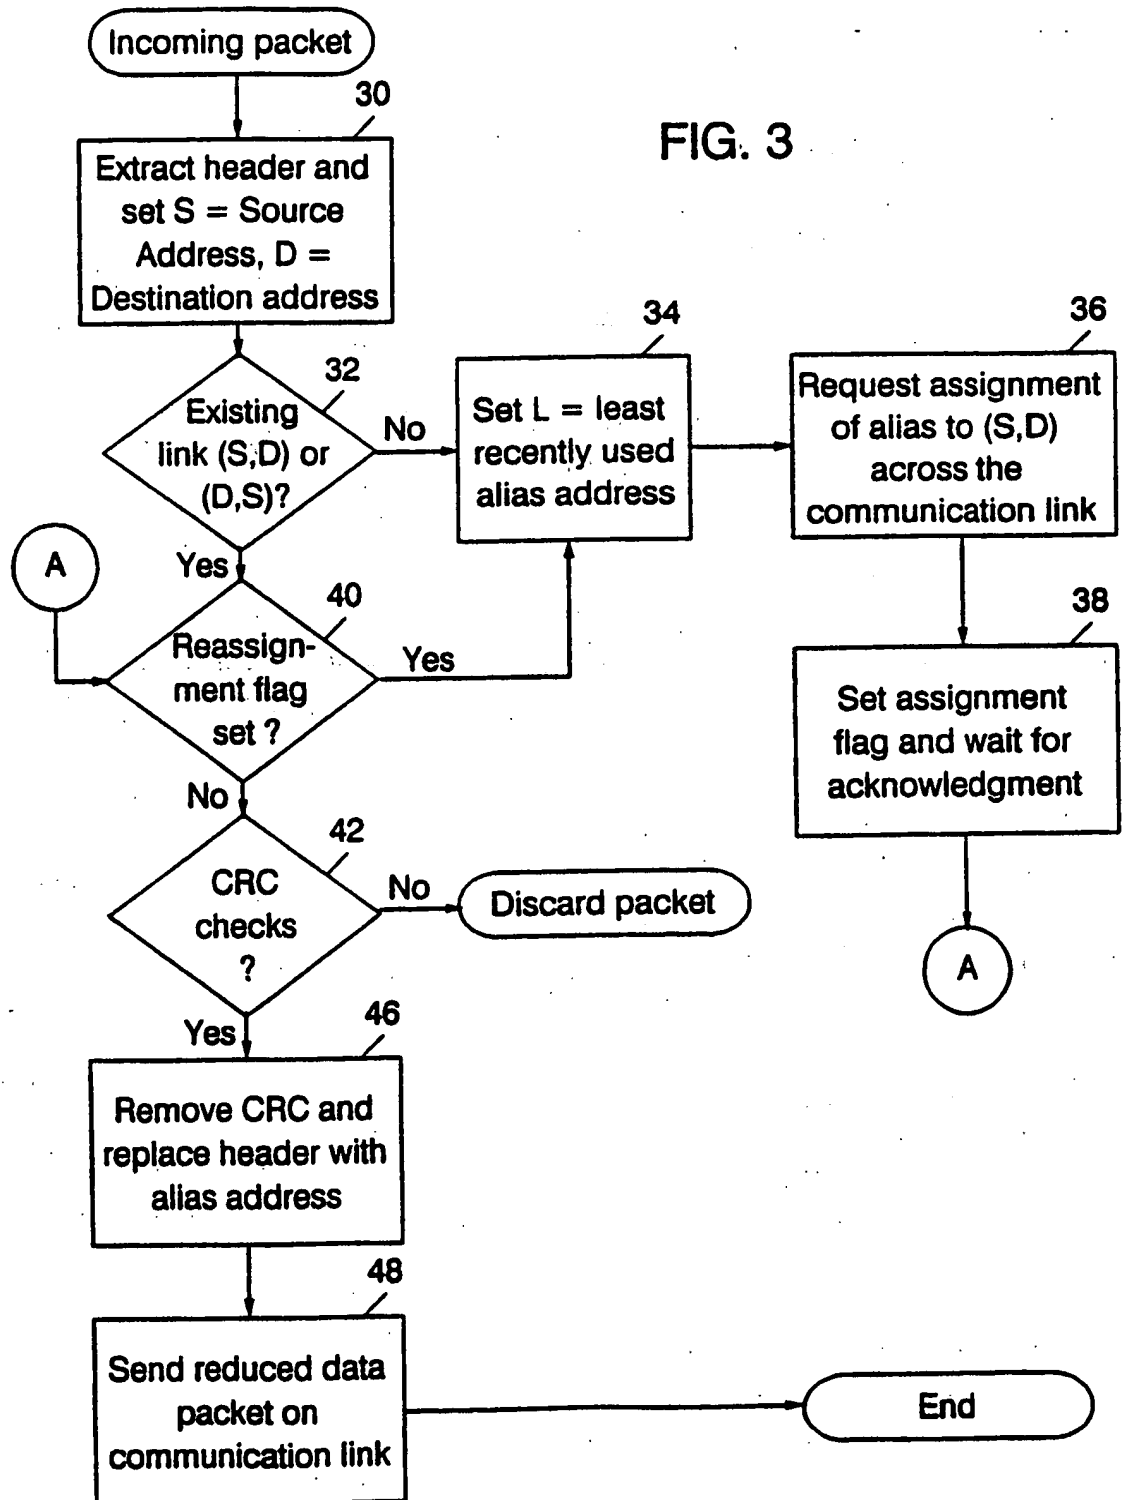 Incoming packet
30
FIG. 3
Extract header and
set S = Source
Address, D =
Destination address
32
Existing
link (S,D) or
(D,S)?
No
Yes
34
Set L = least
recently used
alias address
36
Request assignment
of alias to (S,D)
across the
communication link
A
40
Reassign-
ment flag
set ?
Yes
No
38
Set assignment
flag and wait for
acknowledgment
A
42
CRC
checks
?
No
Discard packet
Yes
46
Remove CRC and
replace header with
alias address
48
Send reduced data
packet on
communication link
End